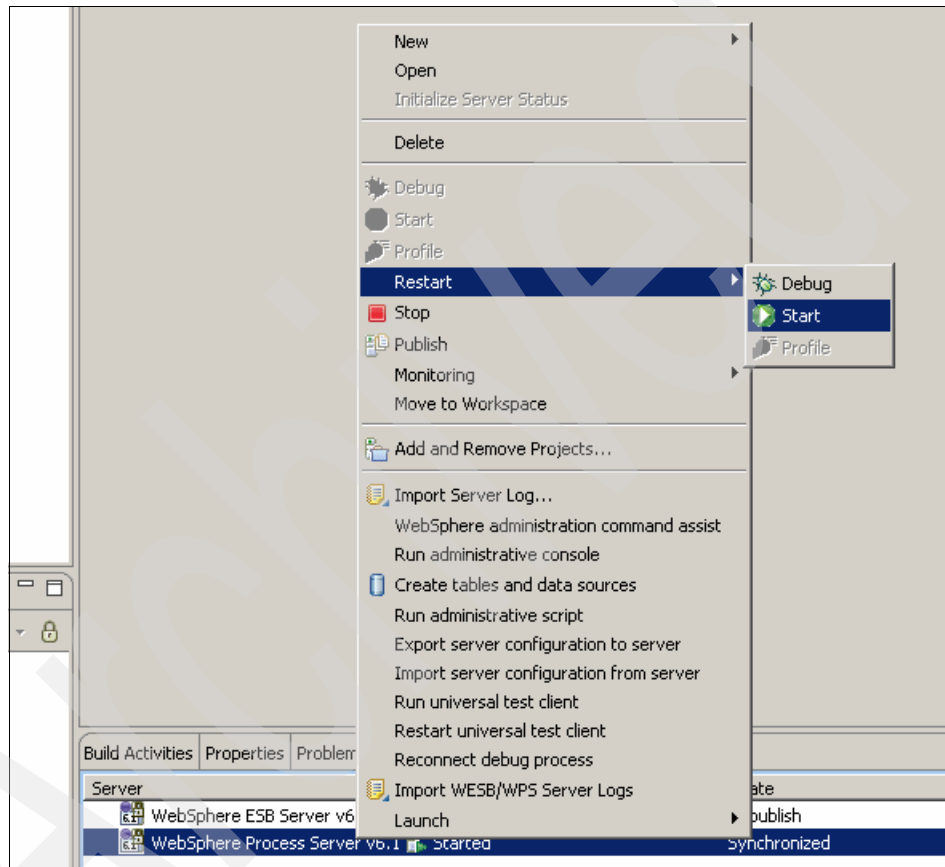 New
Open
Initialize Server Status
Delete
Debug
Start
Profile
Restart
Debug
Start
Profile
Stop
Publish
Monitoring
Move to Workspace
Add and Remove Projects...
Import Server Log...
WebSphere administration command assist
Run administrative console
Create tables and data sources
Run administrative script
Export server configuration to server
Import server configuration from server
Run universal test client
Restart universal test client
Reconnect debug process
Import WESB/WPS Server Logs
Launch
Build Activities Properties Problem
Server ate
WebSphere ESB Server v6 publish
WebSphere Process Server v6.1 Started Synchronized